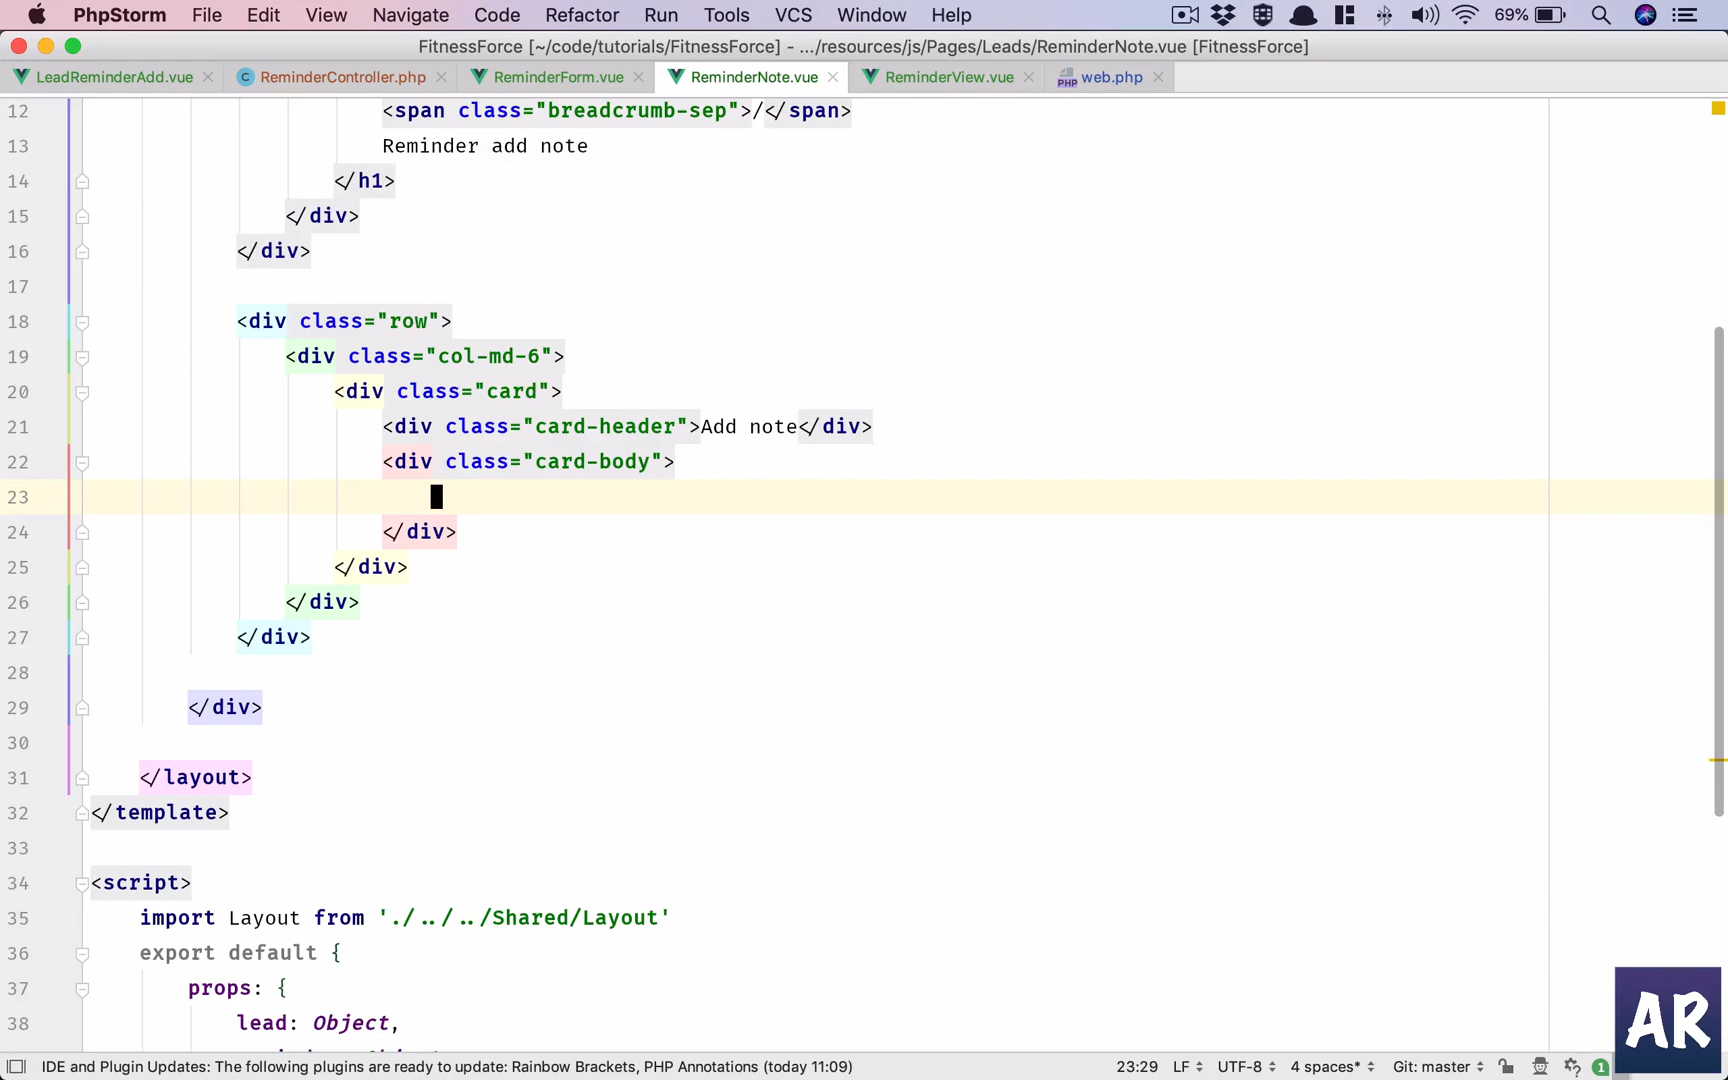 PhpStorm File Edit View Navigate Code Refactor Run Tools VCS Window Help 69%
FitnessForce [~/code/tutorials/FitnessForce] - .../resources/js/Pages/Leads/ReminderNote.vue [FitnessForce]
LeadReminderAdd.vue ReminderController.php ReminderForm.vue ReminderNote.vue ReminderView.vue web.php
12 <span class="breadcrumb-sep">/</span>
13 Reminder add note
14 </h1>
15 </div>
16 </div>
17
18 <div class="row">
19 <div class="col-md-6">
20 <div class="card">
21 <div class="card-header">Add note</div>
22 <div class="card-body">
23
24 </div>
25 </div>
26 </div>
27 </div>
28
29 </div>
30
31 </layout>
32 </template>
33
34 <script>
35 import Layout from './../../Shared/Layout'
36 export default {
37 props: {
38 lead: Object,
AR
IDE and Plugin Updates: The following plugins are ready to update: Rainbow Brackets, PHP Annotations (today 11:09) 23:29 LF UTF-8 4 spaces* Git: master 1